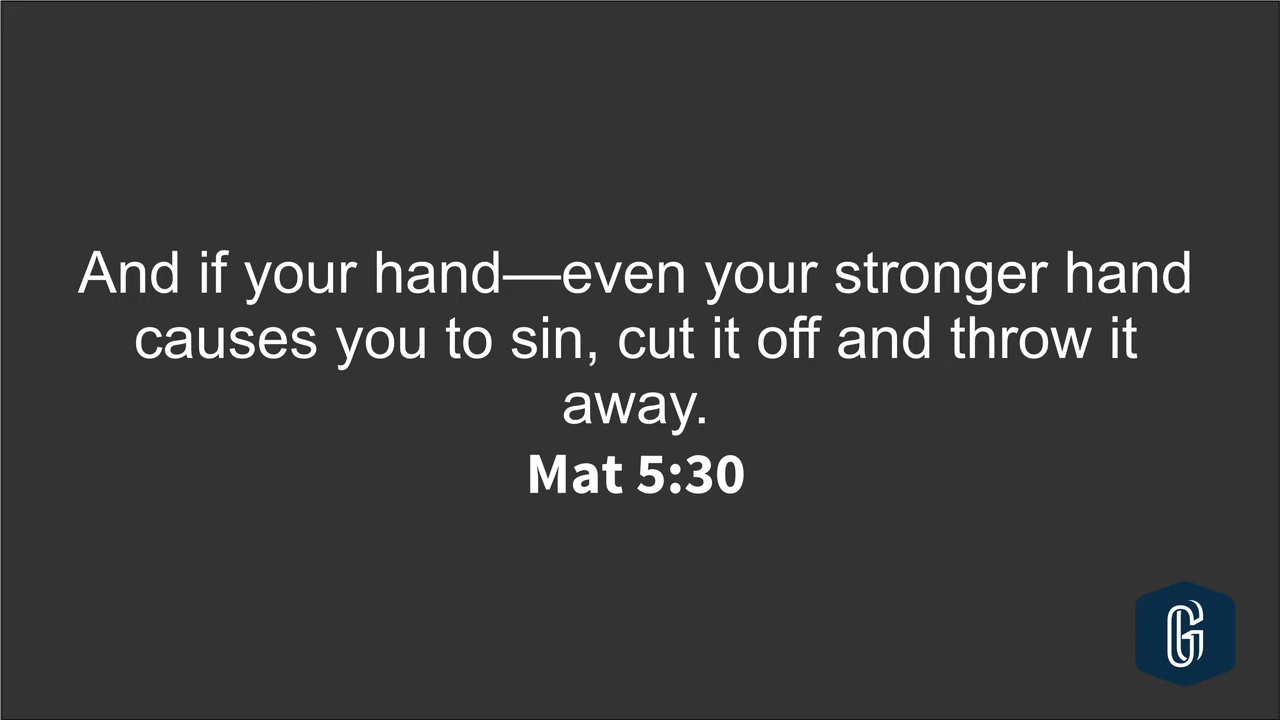 And if your hand—even your stronger hand
causes you to sin, cut it off and throw it
away.
Mat 5:30
G